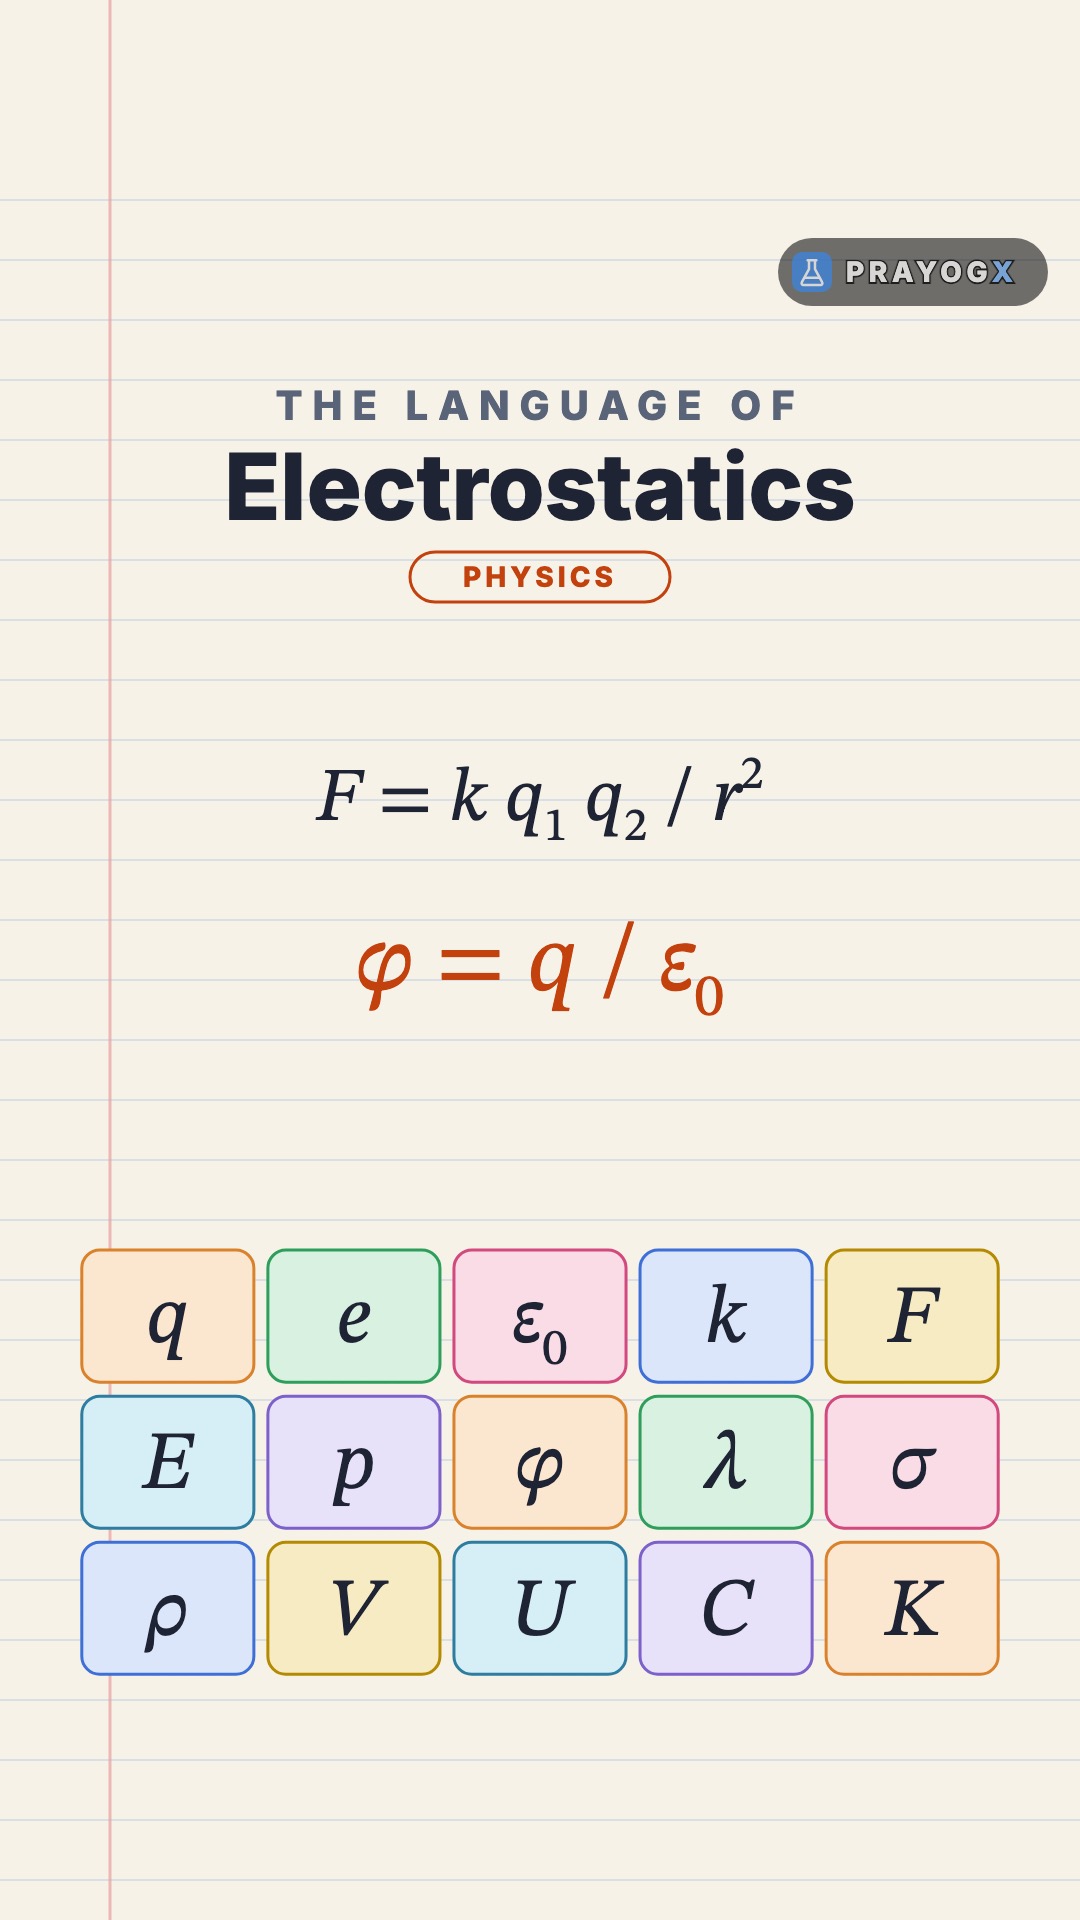 PRAYOGX
THE LANGUAGE OF
Electrostatics
PHYSICS
F = k q₁ q₂ / r²
φ = q / ε₀
q e ε₀ k F
E p φ λ σ
ρ V U C K